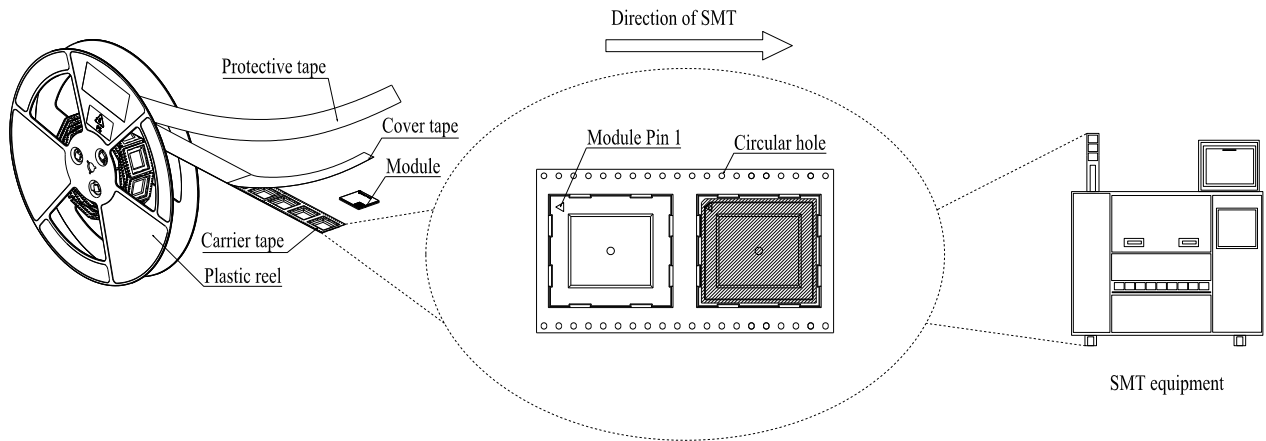 Direction of SMT
Protective tape
Cover tape
Module
Module Pin 1
Circular hole
Carrier tape
Plastic reel
SMT equipment